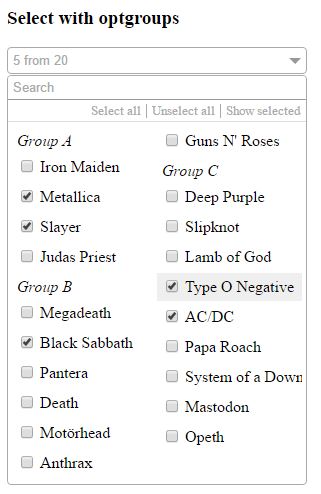 Select with optgroups
5 from 20
Search
Select all | Unselect all | Show selected
Group A
Iron Maiden
Metallica
Slayer
Judas Priest
Group B
Megadeath
Black Sabbath
Pantera
Death
Motörhead
Anthrax
Guns N' Roses
Group C
Deep Purple
Slipknot
Lamb of God
Type O Negative
AC/DC
Papa Roach
System of a Down
Mastodon
Opeth